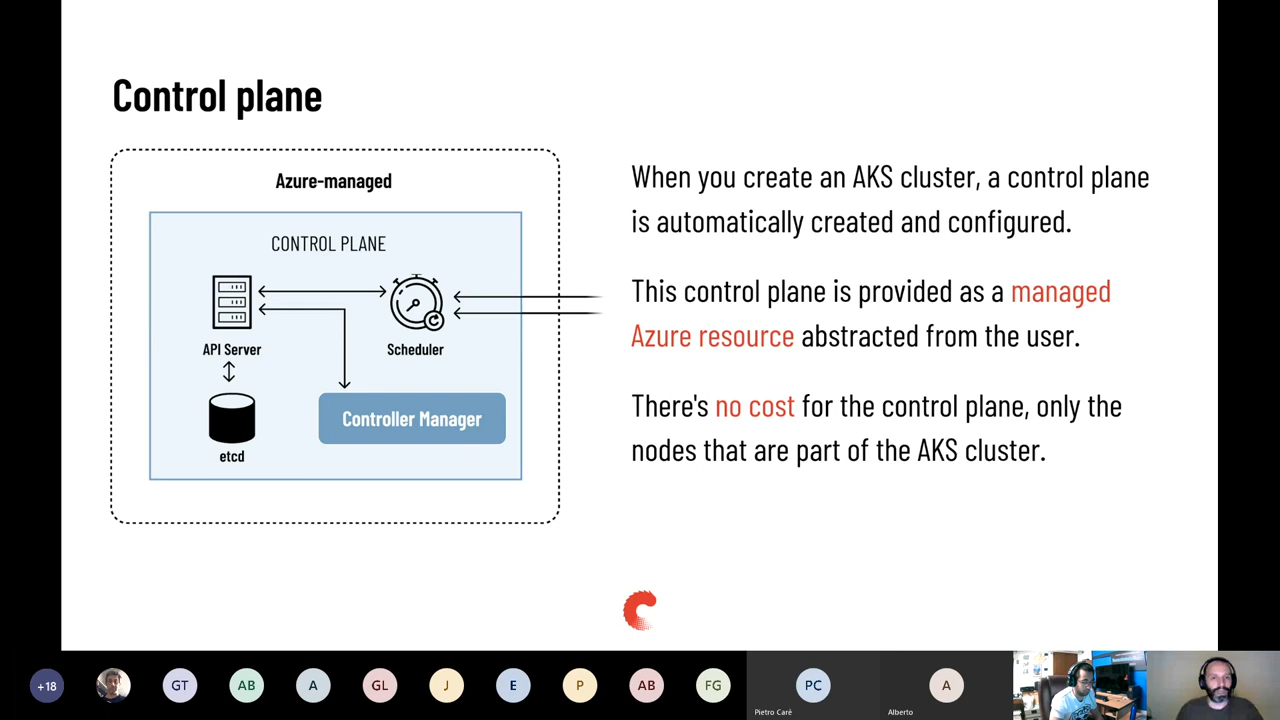 Control plane
Azure-managed
CONTROL PLANE
API Server
Scheduler
Controller Manager
etcd
When you create an AKS cluster, a control plane
is automatically created and configured.
This control plane is provided as a managed
Azure resource abstracted from the user.
There's no cost for the control plane, only the
nodes that are part of the AKS cluster.
+18
GT
AB
A
GL
J
E
P
AB
FG
PC
Pietro Carè
A
Alberto